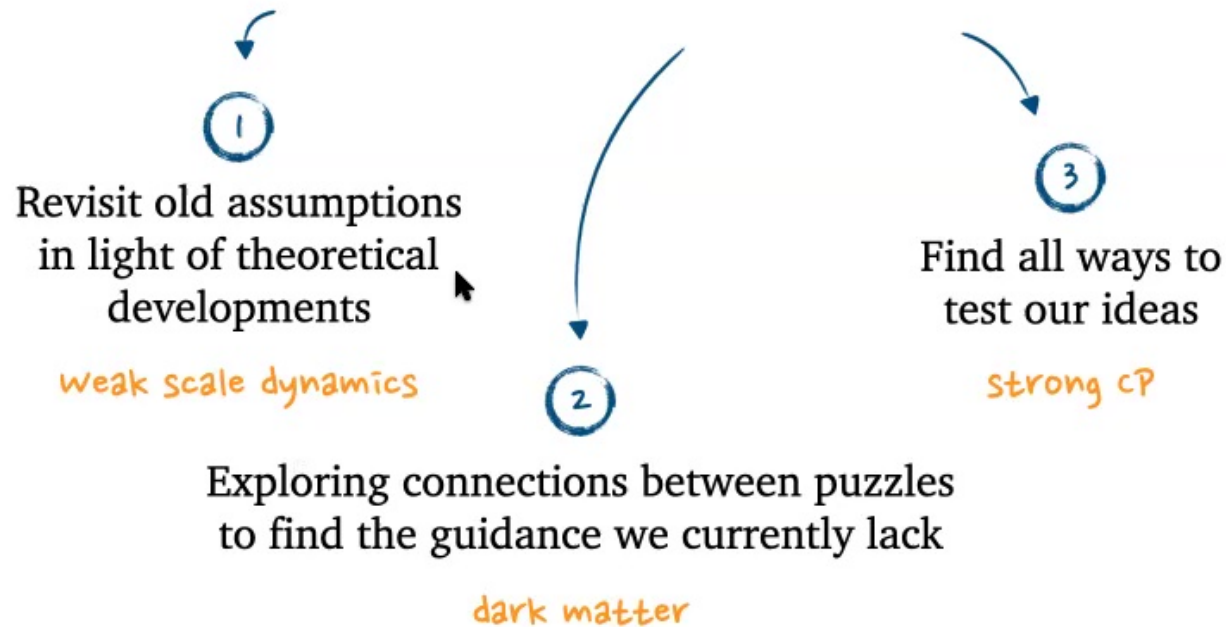 1
Revisit old assumptions
in light of theoretical
developments
weak scale dynamics
2
Exploring connections between puzzles
to find the guidance we currently lack
dark matter
3
Find all ways to
test our ideas
strong CP